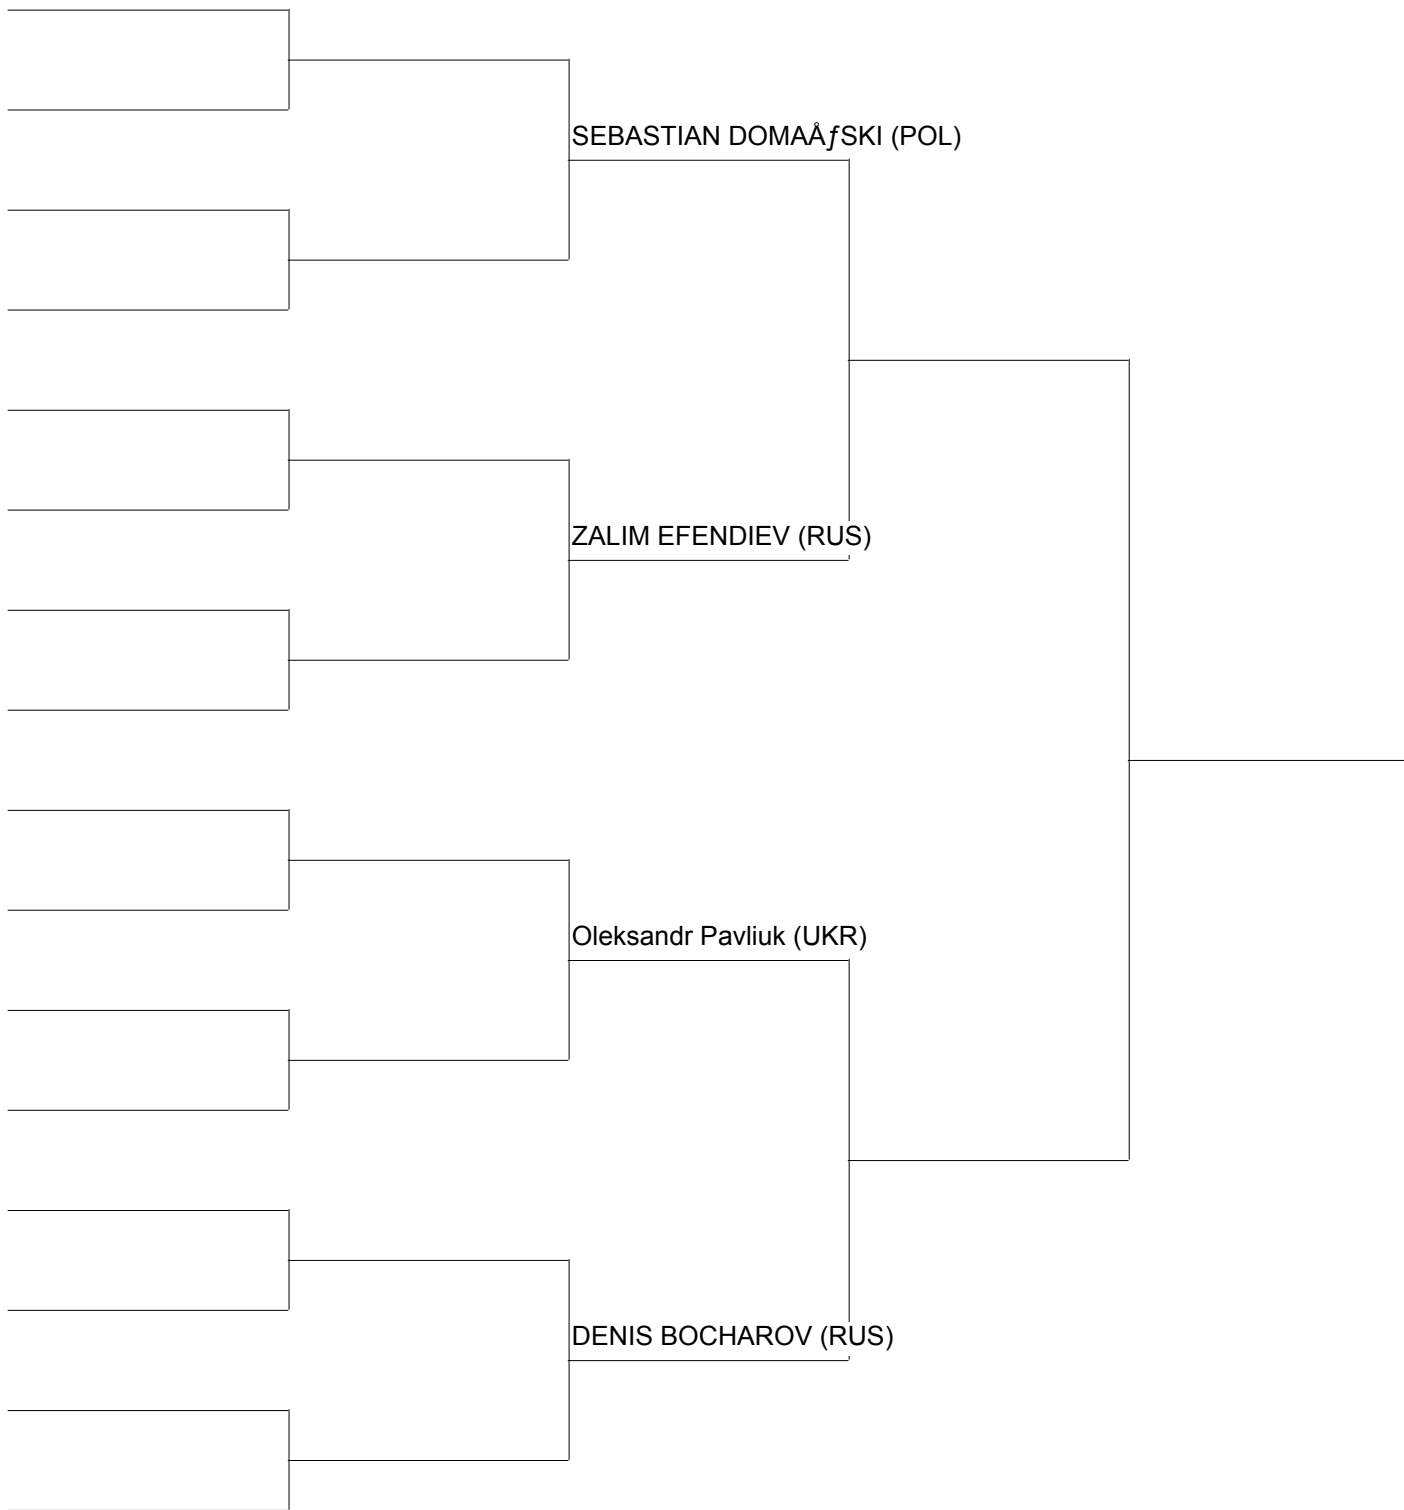 SEBASTIAN DOMAÅƒSKI (POL)
ZALIM EFENDIEV (RUS)
Oleksandr Pavliuk (UKR)
DENIS BOCHAROV (RUS)